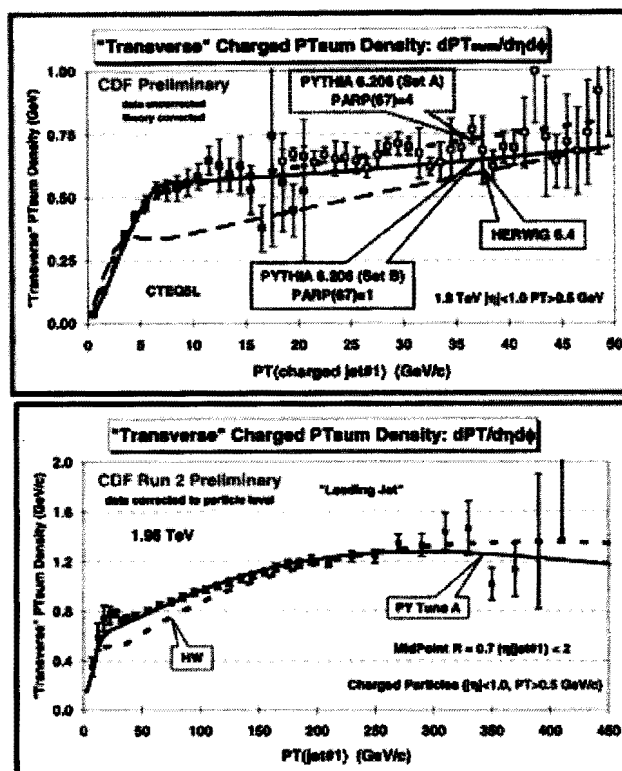 "Transverse" Charged PTsum Density: dPTsum/dηdφ
CDF Preliminary
data uncorrected
theory corrected
PYTHIA 6.206 (Set A)
PARP(67)=4
"Transverse" PTsum Density (GeV)
1.00
0.75
0.50
0.25
0.00
HERWIG 6.4
PYTHIA 6.206 (Set B)
PARP(67)=1
CTEQ5L
1.8 TeV |η|<1.0 PT>0.5 GeV
0 5 10 15 20 25 30 35 40 45 50
PT(charged jet#1) (GeV/c)
"Transverse" Charged PTsum Density: dPT/dηdφ
CDF Run 2 Preliminary
data corrected to particle level
"Leading Jet"
1.96 TeV
"Transverse" PTsum Density (GeV/c)
2.0
1.6
1.2
0.8
0.4
0.0
PY Tune A
HW
MidPoint R = 0.7 |η(jet#1)| < 2
Charged Particles (|η|<1.0, PT>0.5 GeV/c)
0 50 100 150 200 250 300 350 400 450
PT(jet#1) (GeV/c)